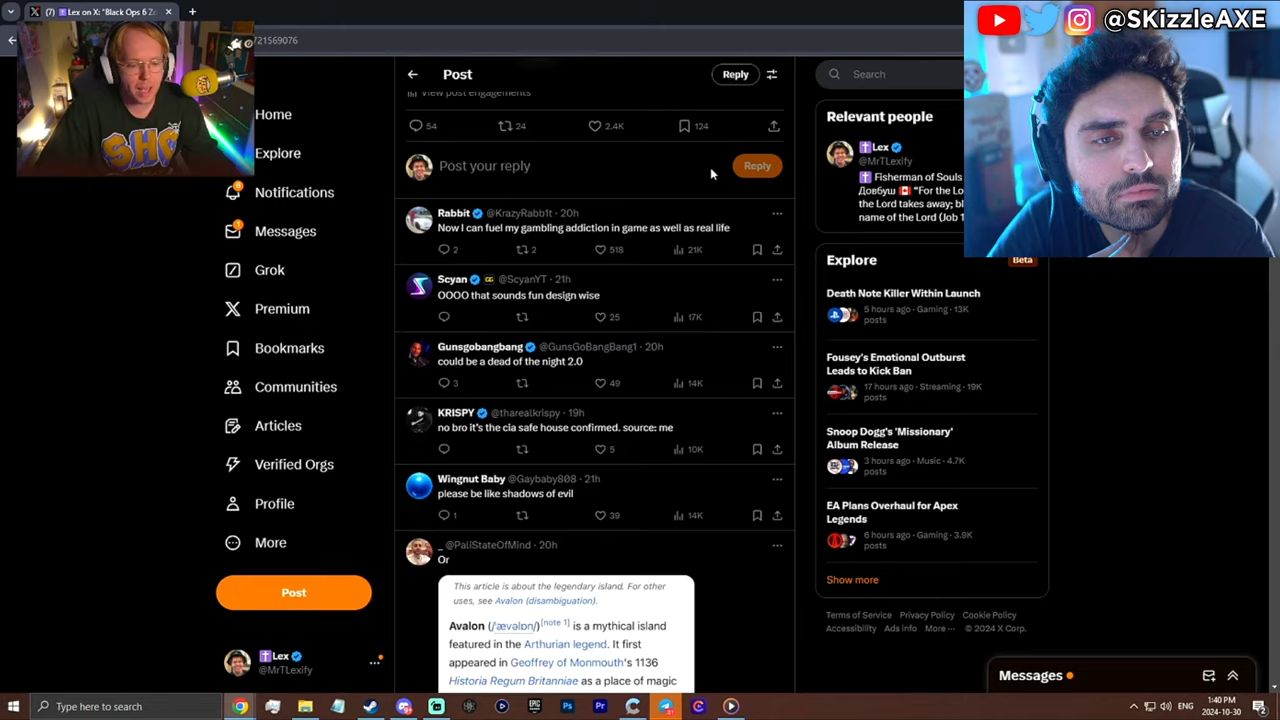 (7) ✝️Lex on X: "Black Ops 6 Zo
721569076
@SKizzleAXE
Home
Explore
Notifications
6
Messages
Grok
Premium
Bookmarks
Communities
Articles
Verified Orgs
Profile
More
Post
✝️Lex
@MrTLexify
Post
Reply
View post engagements
54
24
2.4K
124
Post your reply
Reply
Rabbit @KrazyRabb1t · 20h
Now I can fuel my gambling addiction in game as well as real life
2
2
518
21K
Scyan @ScyanYT · 21h
OOOO that sounds fun design wise
25
17K
Gunsgobangbang @GunsGoBangBang1 · 20h
could be a dead of the night 2.0
3
49
14K
KRISPY @tharealkrispy · 19h
no bro it's the cia safe house confirmed. source: me
5
10K
Wingnut Baby @Gaybaby808 · 21h
please be like shadows of evil
1
39
14K
_ @PaliStateOfMind · 20h
Or
This article is about the legendary island. For other
uses, see Avalon (disambiguation).
Avalon (/ˈævəlɒn/)[note 1] is a mythical island
featured in the Arthurian legend. It first
appeared in Geoffrey of Monmouth's 1136
Historia Regum Britanniae as a place of magic
Search
Relevant people
✝️Lex
@MrTLexify
✝️ Fisherman of Souls
Довбуш 🇨🇦 "For the Lo
the Lord takes away; bl
name of the Lord (Job 1
Explore
Beta
Death Note Killer Within Launch
5 hours ago · Gaming · 13K
posts
Fousey's Emotional Outburst
Leads to Kick Ban
17 hours ago · Streaming · 19K
posts
Snoop Dogg's 'Missionary'
Album Release
3 hours ago · Music · 4.7K
posts
EA Plans Overhaul for Apex
Legends
6 hours ago · Gaming · 3.9K
posts
Show more
Terms of Service Privacy Policy Cookie Policy
Accessibility Ads info More ··· © 2024 X Corp.
Messages
Type here to search
ENG
1:40 PM
2024-10-30
2